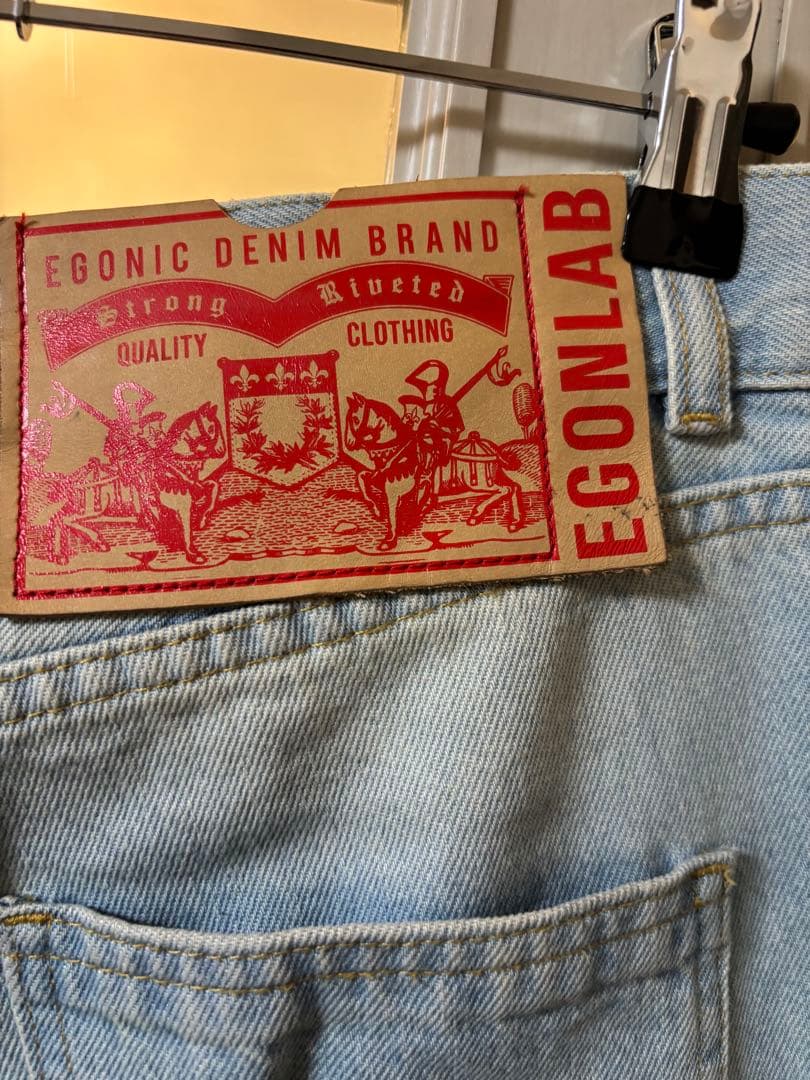 EGONIC DENIM BRAND
Strong Riveted
QUALITY CLOTHING
EGONLAB